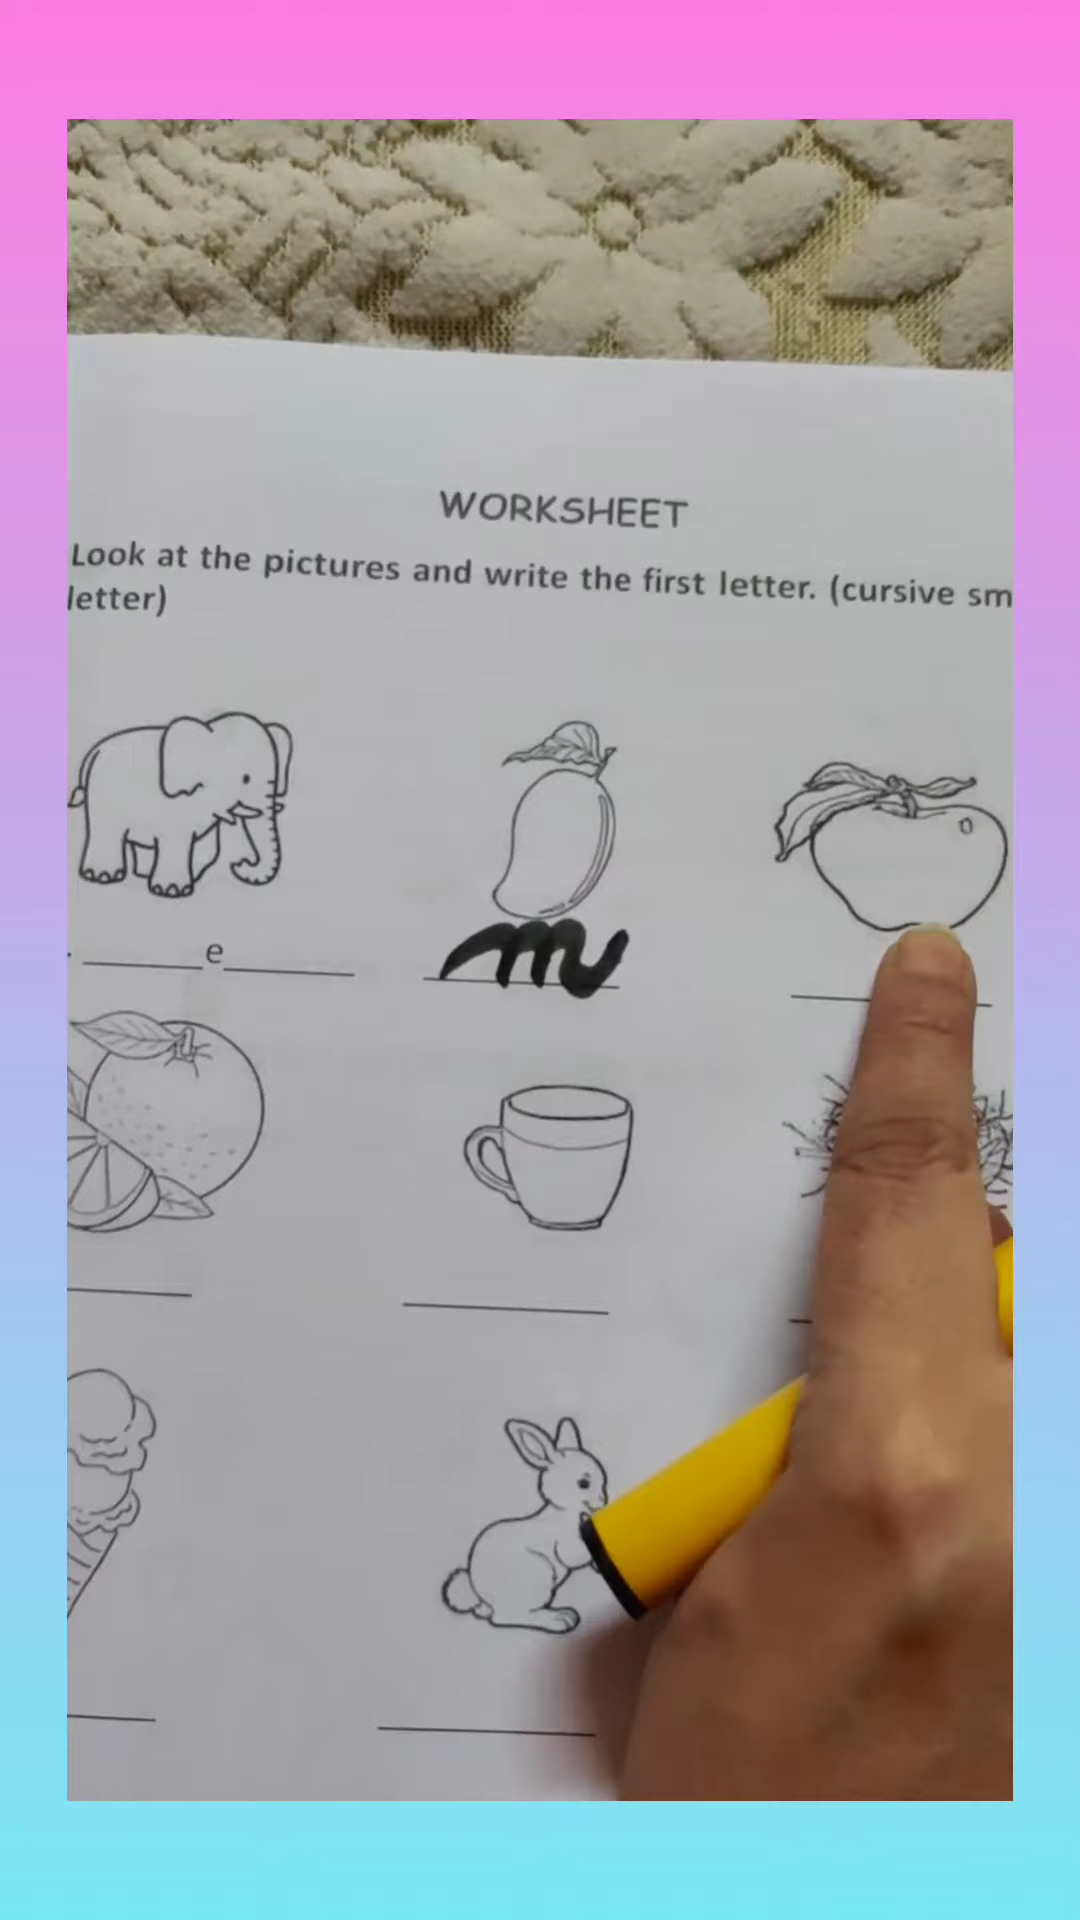 WORKSHEET
Look at the pictures and write the first letter. (cursive sm
letter)
e
m